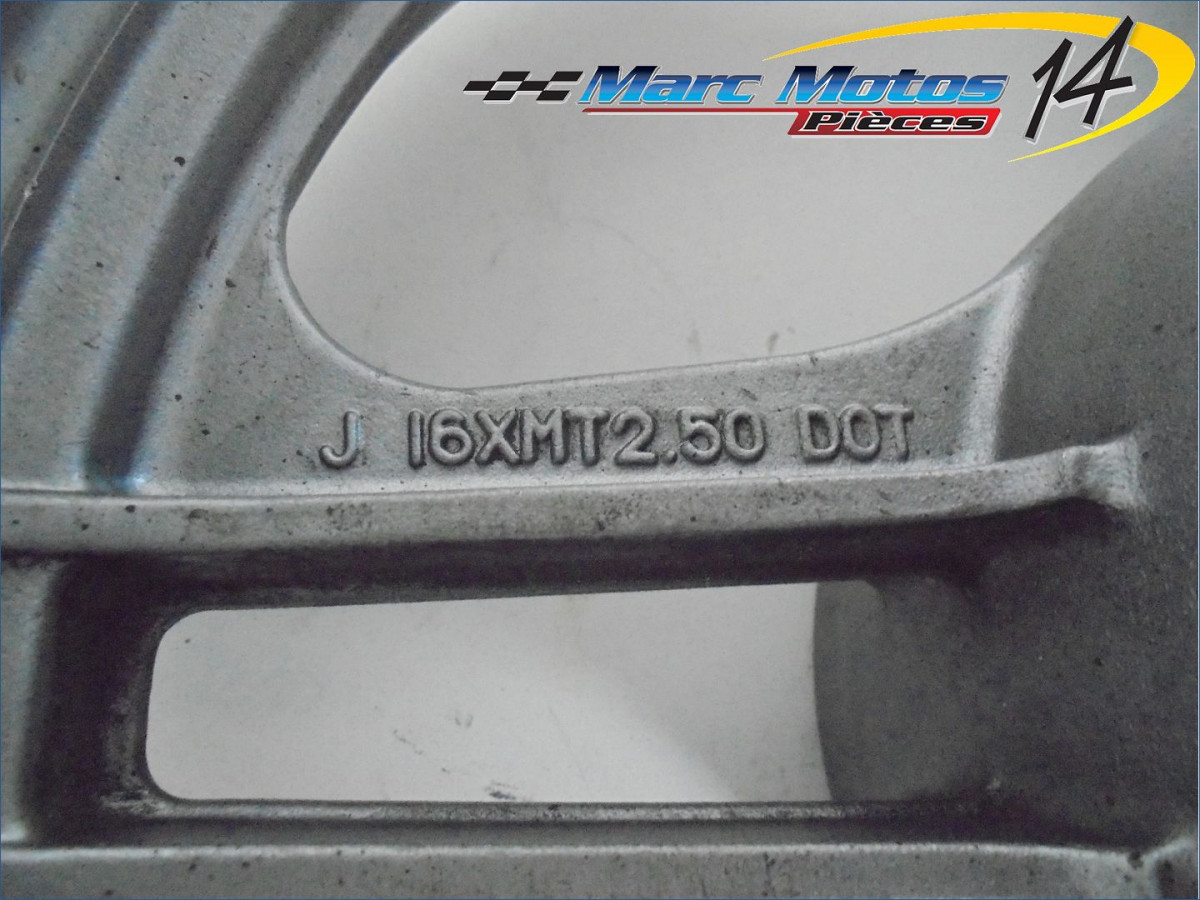 Marc Motos 14
Pièces
J 16XMT2.50 DOT